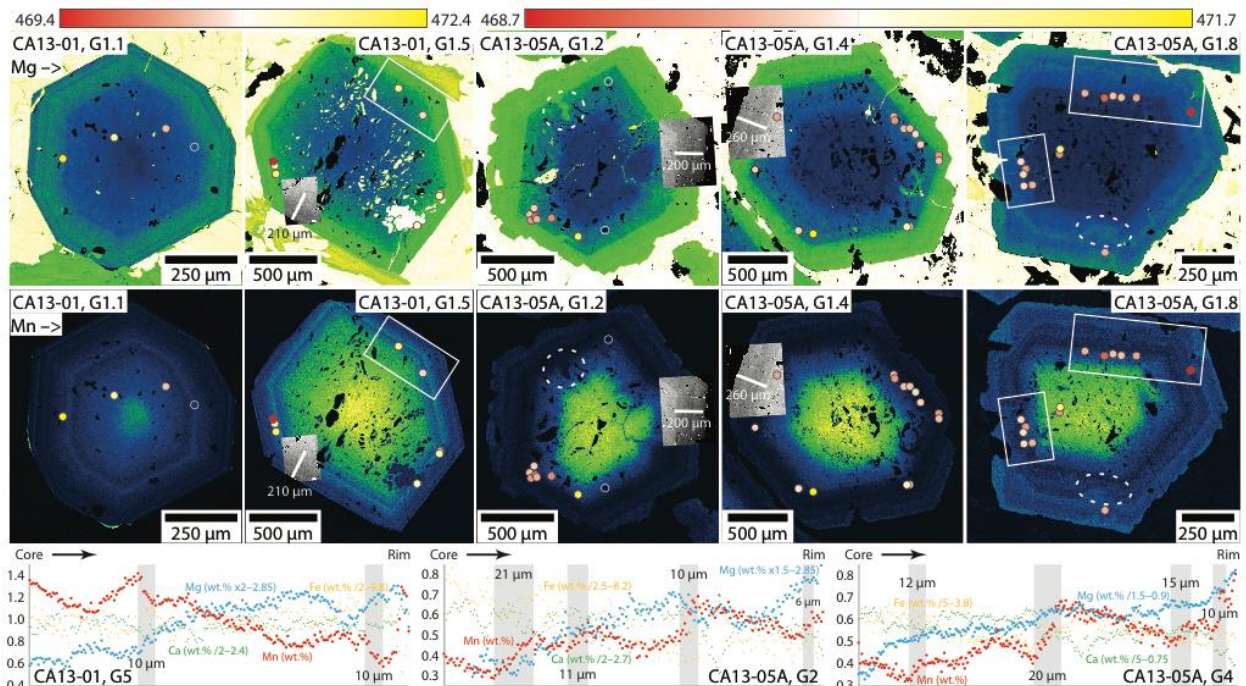 469.4 472.4 468.7 471.7
CA13-01, G1.1 CA13-01, G1.5 CA13-05A, G1.2 CA13-05A, G1.4 CA13-05A, G1.8
Mg –>
260 μm
200 μm
210 μm
250 μm 500 μm 500 μm 500 μm 250 μm
CA13-01, G1.1 CA13-01, G1.5 CA13-05A, G1.2 CA13-05A, G1.4 CA13-05A, G1.8
Mn –>
260 μm
200 μm
210 μm
250 μm 500 μm 500 μm 500 μm 250 μm
Core Rim Core Rim Core Rim
1.4
1.2
1.0
0.8
0.6
0.4
Mg (wt.% x2–2.85)
Fe (wt.% /2–9.8)
Ca (wt.% /2–2.4)
Mn (wt.%)
10 μm
10 μm
CA13-01, G5
0.8
0.7
0.6
0.5
0.4
0.3
21 μm
Fe (wt.% /2.5–8.2)
10 μm
Mg (wt.% x1.5–2.85)
6 μm
Mn (wt.%)
Ca (wt.% /2–2.7)
11 μm
CA13-05A, G2
0.8
0.7
0.6
0.5
0.4
0.3
12 μm
15 μm
Fe (wt.% /5–3.8)
Mg (wt.% /1.5–0.9)
10 μm
Mn (wt.%)
Ca (wt.% /5–0.75
20 μm
CA13-05A, G4